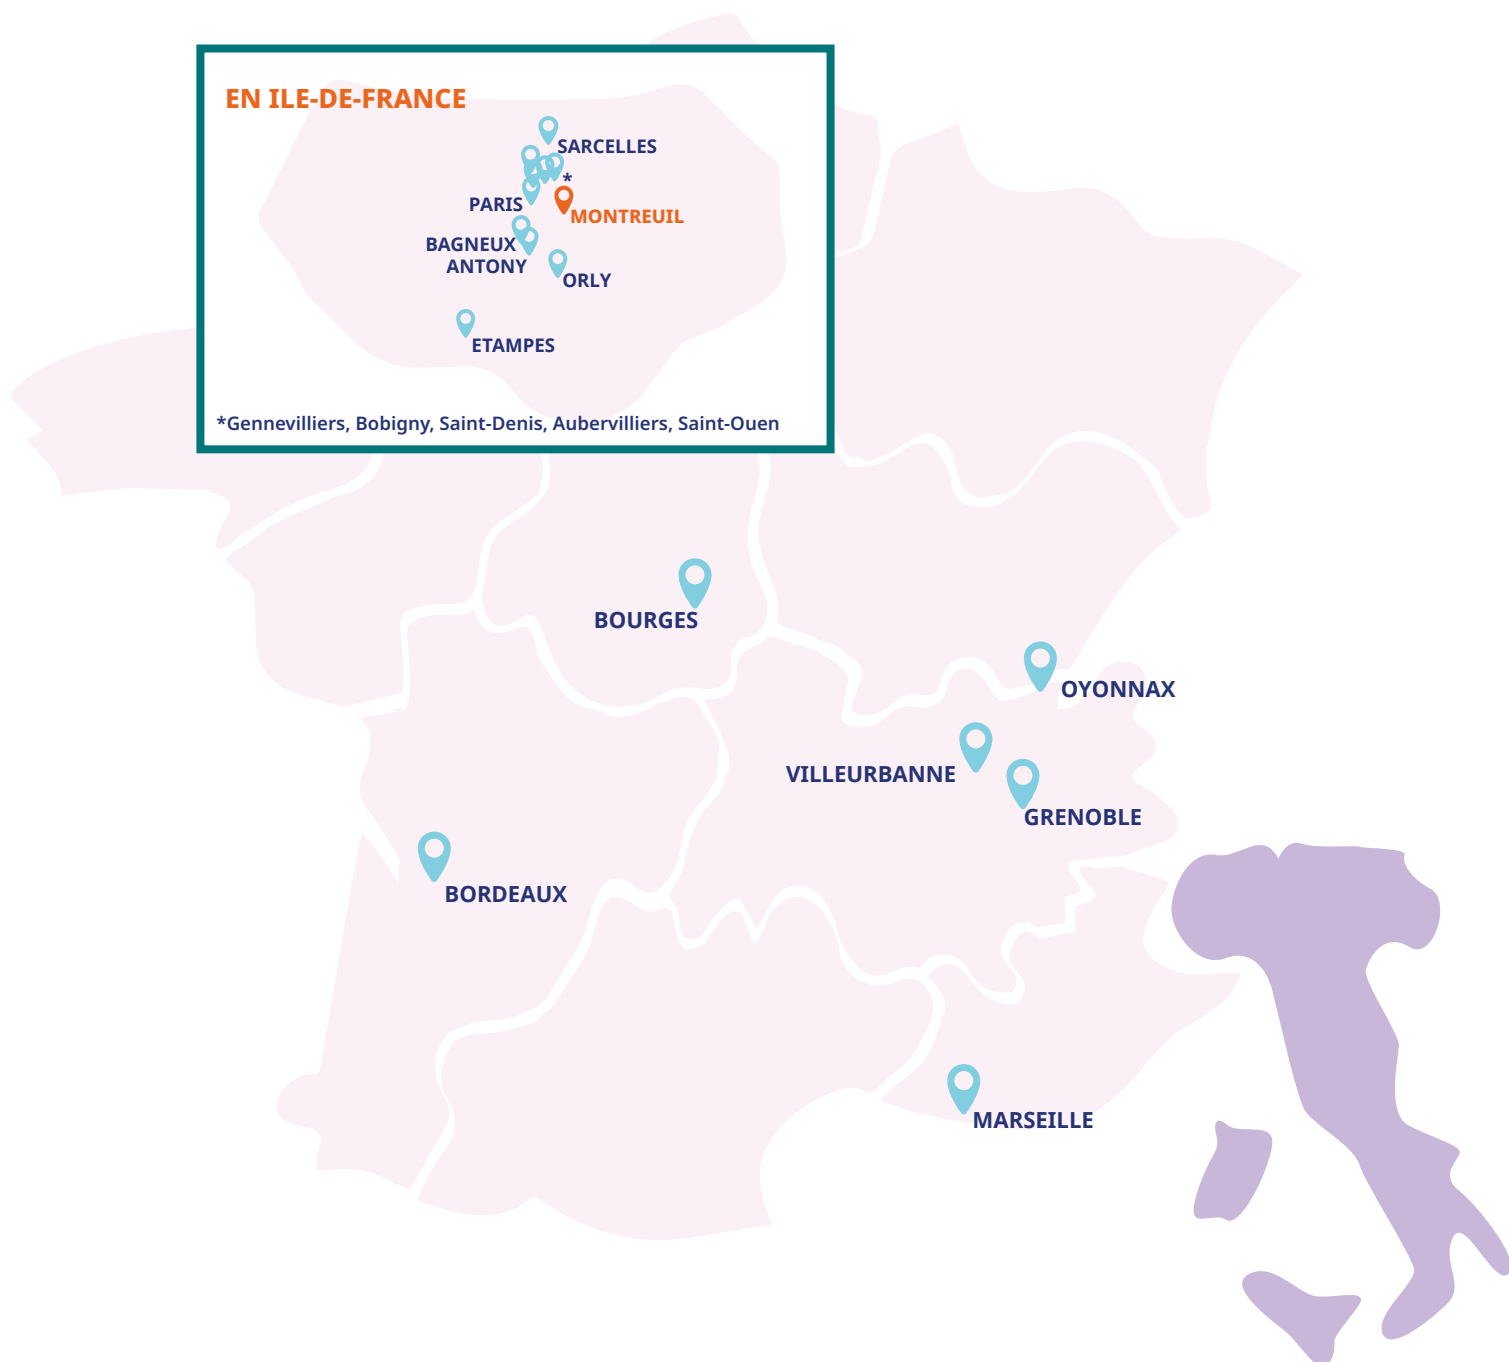 EN ILE-DE-FRANCE
SARCELLES
*
PARIS
MONTREUIL
BAGNEUX
ANTONY
ORLY
ETAMPES
*Gennevilliers, Bobigny, Saint-Denis, Aubervilliers, Saint-Ouen
BOURGES
OYONNAX
VILLEURBANNE
GRENOBLE
BORDEAUX
MARSEILLE